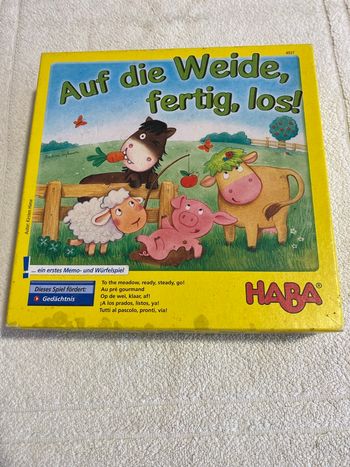 4927
Auf die Weide,
fertig, los!
... ein erstes Memo- und Würfelspiel
Dieses Spiel fördert:
Gedächtnis
To the meadow, ready, steady, go!
Au pré gourmand
Op de wei, klaar, af!
¡A los prados, listos, ya!
Tutti al pascolo, pronti, via!
HABA®